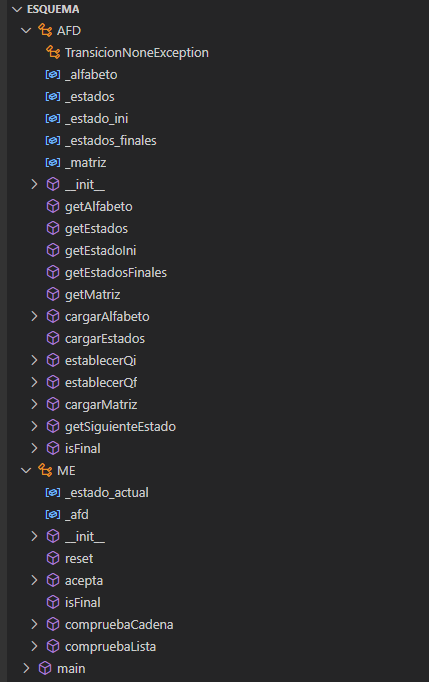 ESQUEMA
AFD
TransicionNoneException
_alfabeto
_estados
_estado_ini
_estados_finales
_matriz
__init__
getAlfabeto
getEstados
getEstadoIni
getEstadosFinales
getMatriz
cargarAlfabeto
cargarEstados
establecerQi
establecerQf
cargarMatriz
getSiguienteEstado
isFinal
ME
_estado_actual
_afd
__init__
reset
acepta
isFinal
compruebaCadena
compruebaLista
main